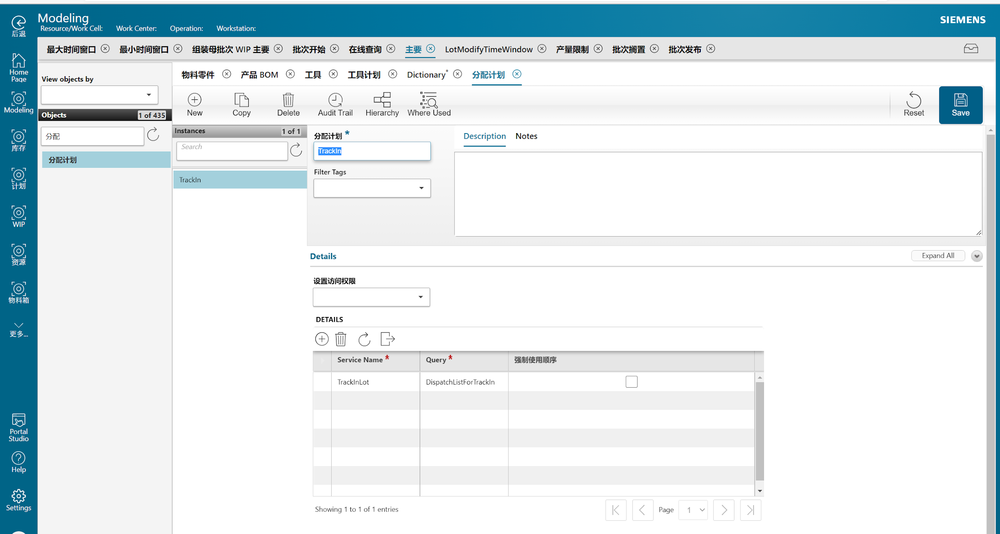 Modeling
Resource/Work Cell: Work Center: Operation: Workstation:
SIEMENS
后退
Home Page
Modeling
库存
计划
WIP
资源
物料箱
更多...
Portal Studio
Help
Settings
最大时间窗口 最小时间窗口 组装母批次 WIP 主要 批次开始 在线查询 主要 LotModifyTimeWindow 产量限制 批次搁置 批次发布
View objects by
Objects 1 of 435
分配
分配计划
物料零件 产品 BOM 工具 工具计划 Dictionary* 分配计划
New Copy Delete Audit Trail Hierarchy Where Used Reset Save
Instances 1 of 1
Search
TrackIn
分配计划 *
TrackIn
Filter Tags
Description Notes
Details
Expand All
设置访问权限
DETAILS
Service Name * Query * 强制使用顺序
TrackInLot DispatchListForTrackIn
Showing 1 to 1 of 1 entries
Page 1